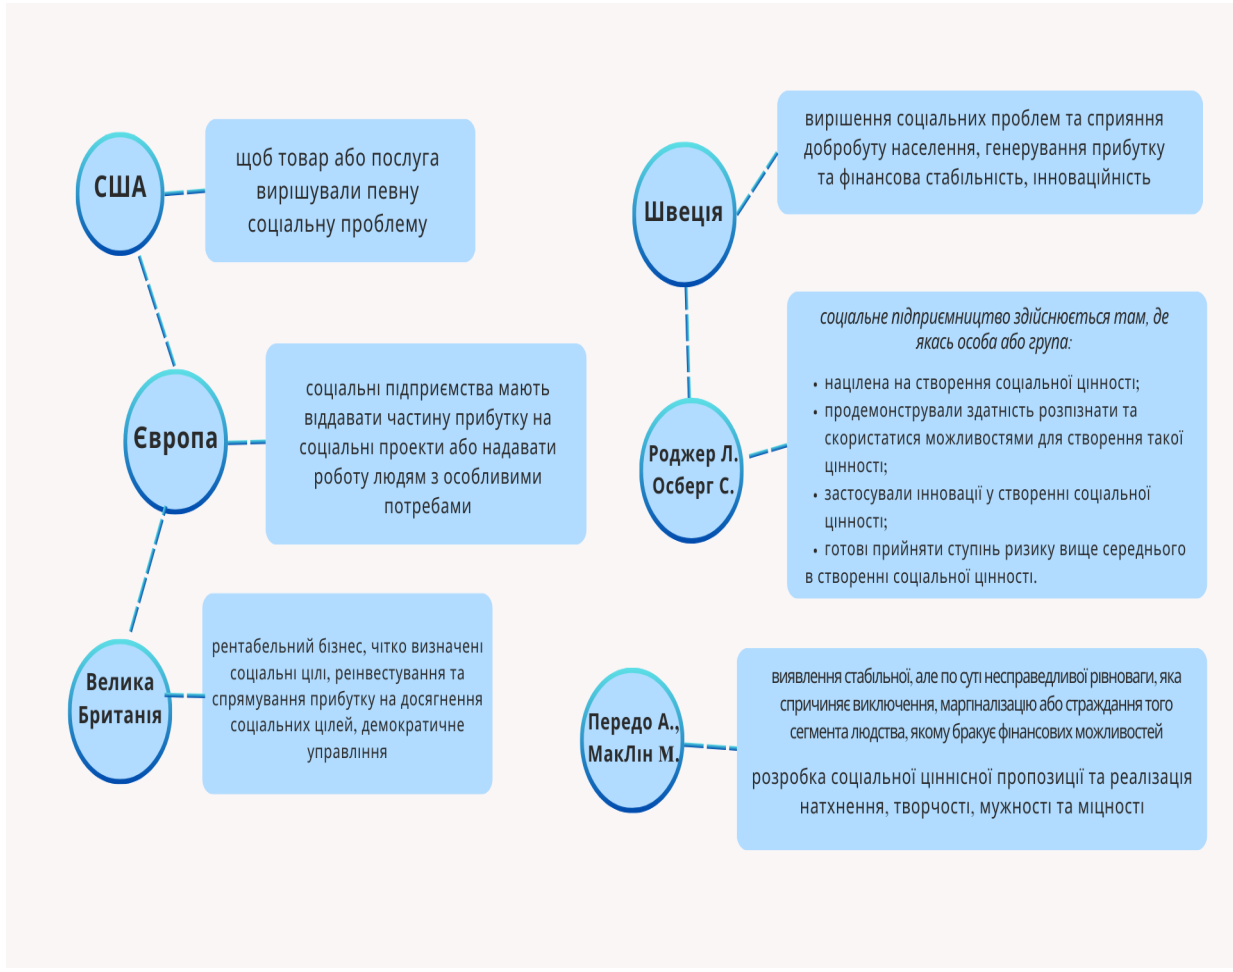 США
щоб товар або послуга
вирішували певну
соціальну проблему
Європа
соціальні підприємства мають
віддавати частину прибутку на
соціальні проекти або надавати
роботу людям з особливими
потребами
Велика
Британія
рентабельний бізнес, чітко визначені
соціальні цілі, реінвестування та
спрямування прибутку на досягнення
соціальних цілей, демократичне
управління
Швеція
вирішення соціальних проблем та сприяння
добробуту населення, генерування прибутку
та фінансова стабільність, інноваційність
Роджер Л.
Осберг С.
соціальне підприємництво здійснюється там, де
якась особа або група:
• націлена на створення соціальної цінності;
• продемонстрували здатність розпізнати та
скористатися можливостями для створення такої
цінності;
• застосували інновації у створенні соціальної
цінності;
• готові прийняти ступінь ризику вище середнього
в створенні соціальної цінності.
Передо А.,
МакЛін М.
виявлення стабільної, але по суті несправедливої рівноваги, яка
спричиняє виключення, маргіналізацію або страждання того
сегмента людства, якому бракує фінансових можливостей
розробка соціальної ціннісної пропозиції та реалізація
натхнення, творчості, мужності та міцності